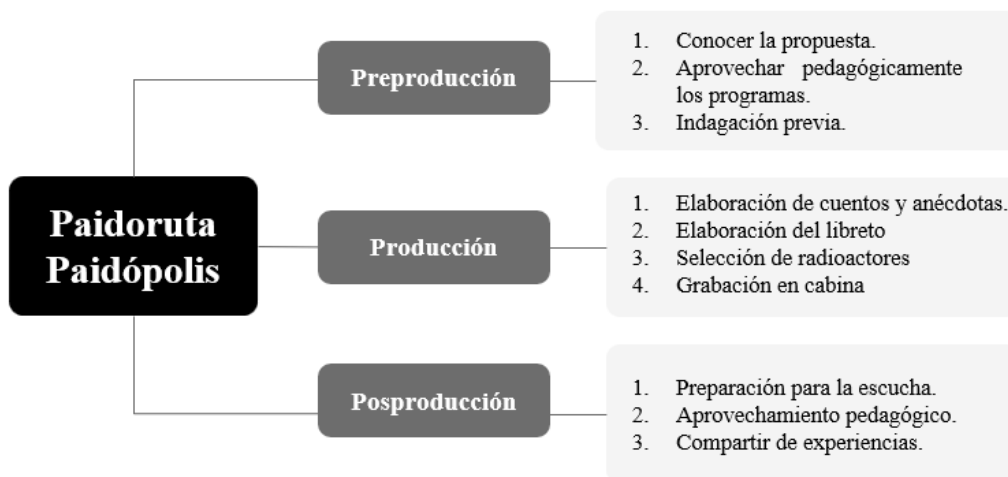 Paidoruta
Paidópolis
Preproducción
1. Conocer la propuesta.
2. Aprovechar pedagógicamente
los programas.
3. Indagación previa.
Producción
1. Elaboración de cuentos y anécdotas.
2. Elaboración del libreto
3. Selección de radioactores
4. Grabación en cabina
Posproducción
1. Preparación para la escucha.
2. Aprovechamiento pedagógico.
3. Compartir de experiencias.